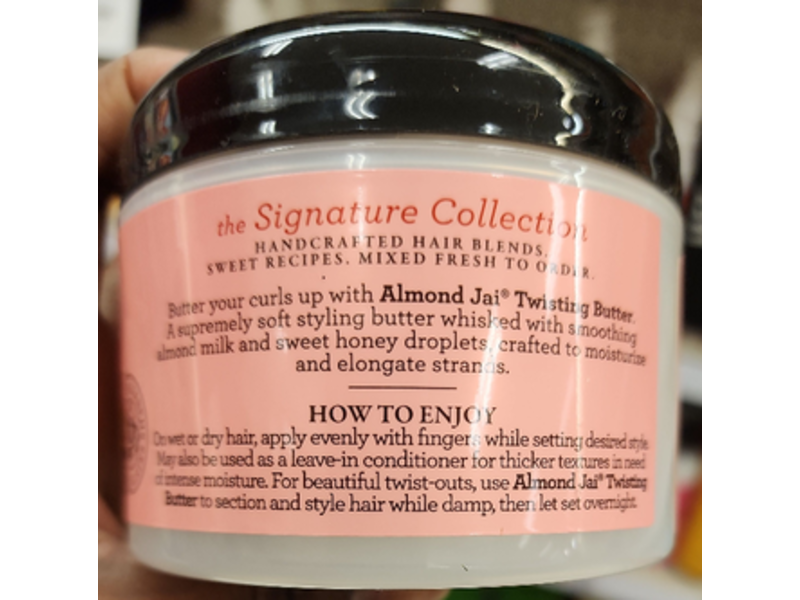 the Signature Collection
HANDCRAFTED HAIR BLENDS.
SWEET RECIPES. MIXED FRESH TO ORDER.
Butter your curls up with Almond Jai® Twisting Butter.
A supremely soft styling butter whisked with smoothing
almond milk and sweet honey droplets, crafted to moisturize
and elongate strands.
HOW TO ENJOY
On wet or dry hair, apply evenly with fingers while setting desired style.
May also be used as a leave-in conditioner for thicker textures in need
of intense moisture. For beautiful twist-outs, use Almond Jai® Twisting
Butter to section and style hair while damp, then let set overnight.